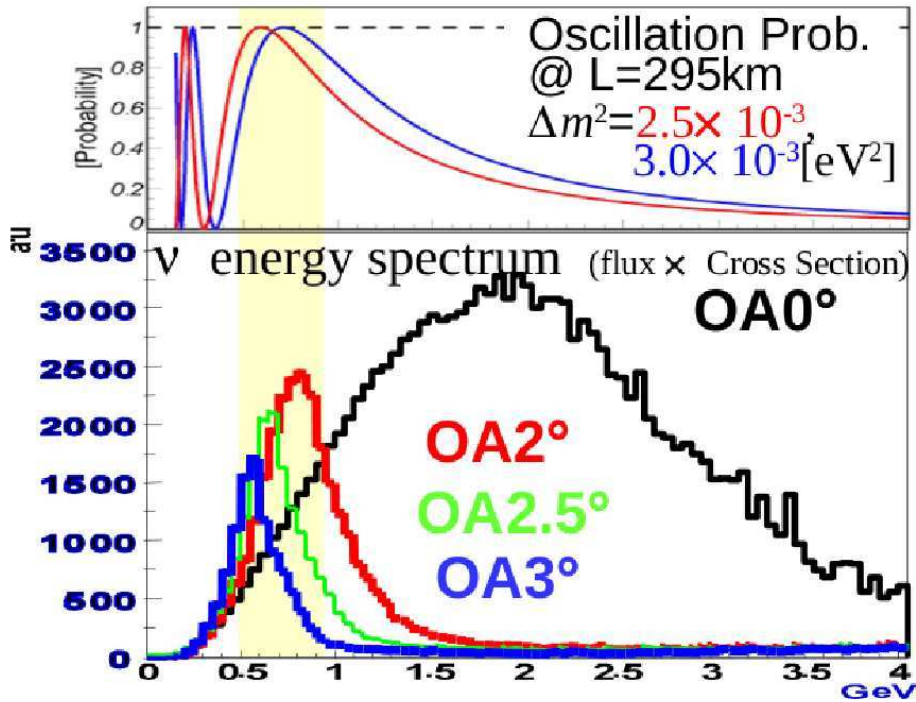 [Probability]
1
0.8
0.6
0.4
0.2
0
Oscillation Prob.
@ L=295km
Δm²=2.5× 10⁻³,
3.0× 10⁻³[eV²]
a.u
ν energy spectrum (flux × Cross Section)
OA0°
OA2°
OA2.5°
OA3°
3500
3000
2500
2000
1500
1000
500
0
0 0.5 1 1.5 2 2.5 3 3.5 4
GeV